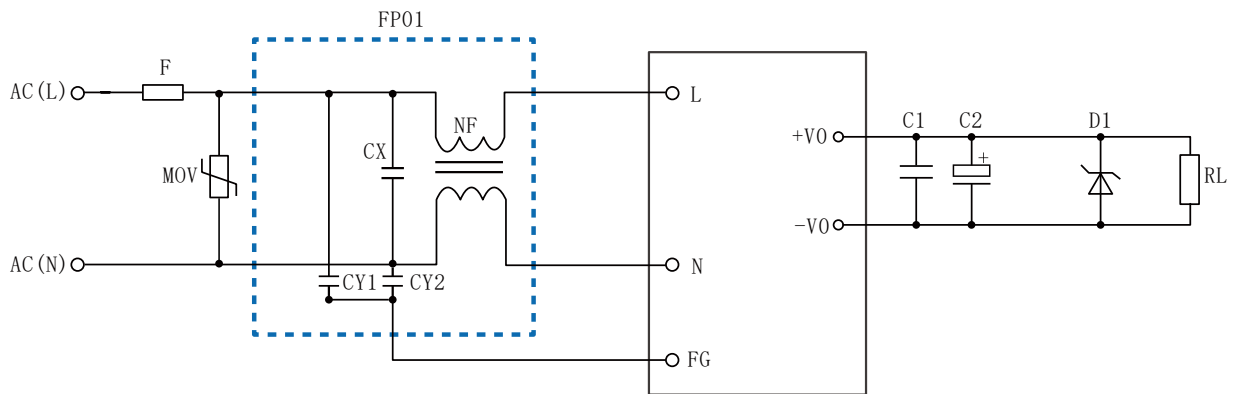 FP01
AC(L)
F
L
NF
CX
MOV
+VO
C1
C2
+
D1
RL
-VO
AC(N)
N
CY1
CY2
FG